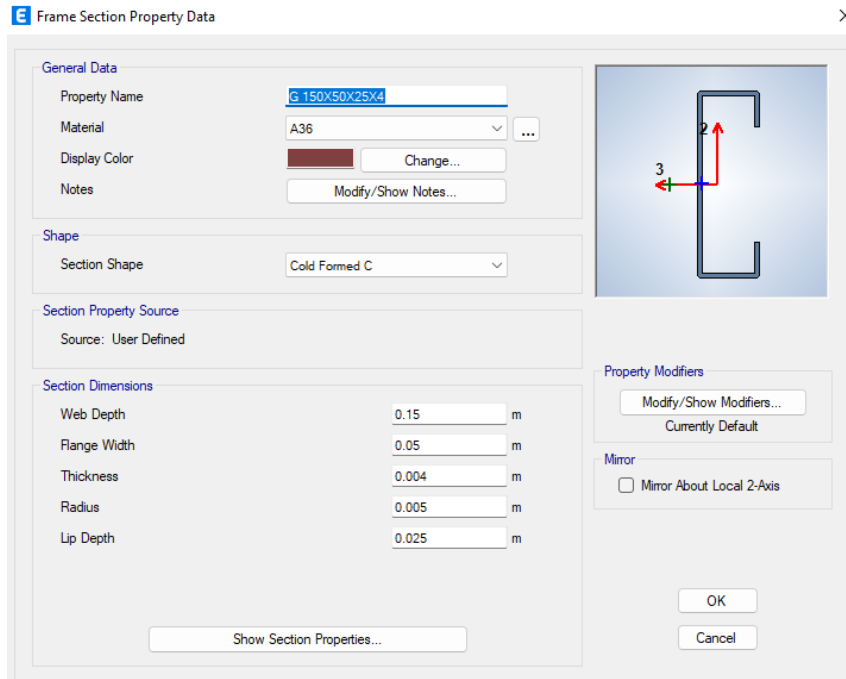 E Frame Section Property Data
General Data
Property Name G 150X50X25X4
Material A36 ...
Display Color Change...
Notes Modify/Show Notes...
Shape
Section Shape Cold Formed C
Section Property Source
Source: User Defined
Section Dimensions
Web Depth 0.15 m
Flange Width 0.05 m
Thickness 0.004 m
Radius 0.005 m
Lip Depth 0.025 m
Show Section Properties...
2
3
Property Modifiers
Modify/Show Modifiers...
Currently Default
Mirror
Mirror About Local 2-Axis
OK
Cancel